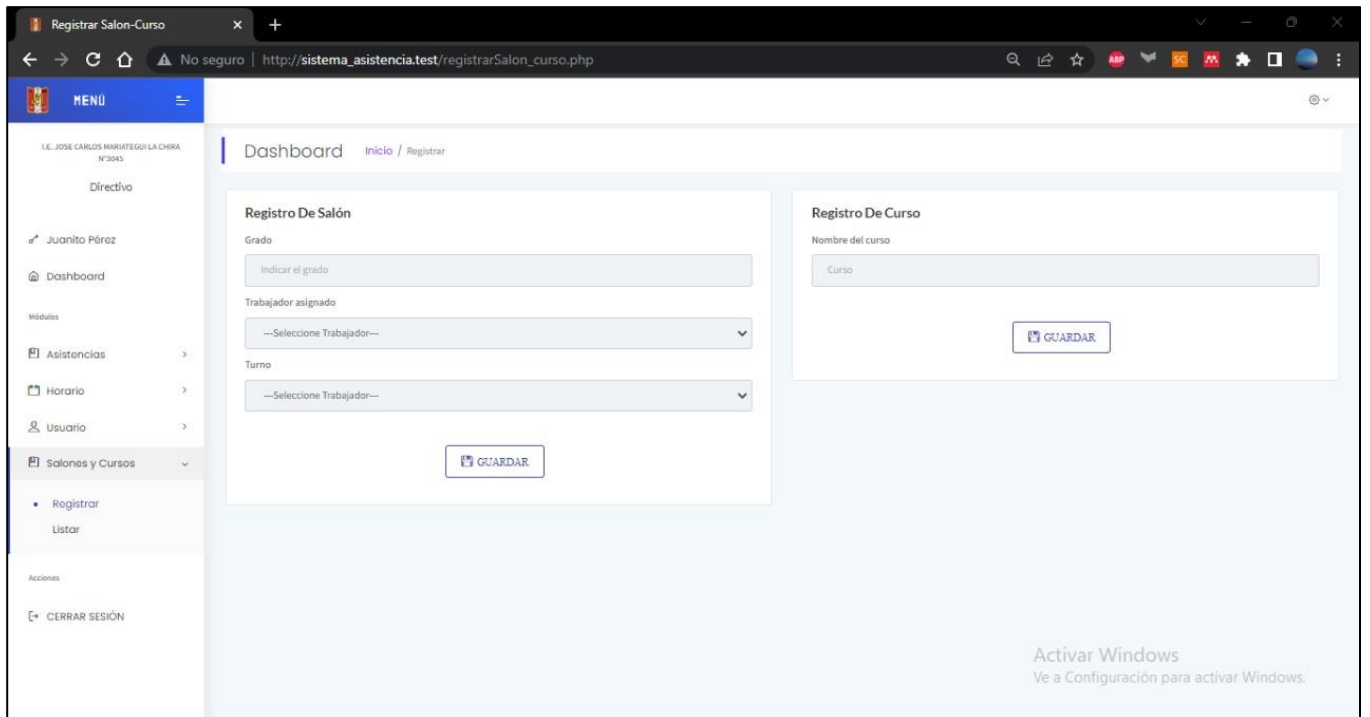 Registrar Salon-Curso
No seguro | http://sistema_asistencia.test/registrarSalon_curso.php
ABP
SC
MENÚ
I.E. JOSE CARLOS MARIATEGUI LA CHIRA
N°3045
Directivo
Juanito Pérez
Dashboard
Módulos
Asistencias
Horario
Usuario
Salones y Cursos
Registrar
Listar
Acciones
CERRAR SESIÓN
Dashboard Inicio / Registrar
Registro De Salón
Grado
Indicar el grado
Trabajador asignado
---Seleccione Trabajador---
Turno
---Seleccione Trabajador---
GUARDAR
Registro De Curso
Nombre del curso
Curso
GUARDAR
Activar Windows
Ve a Configuración para activar Windows.